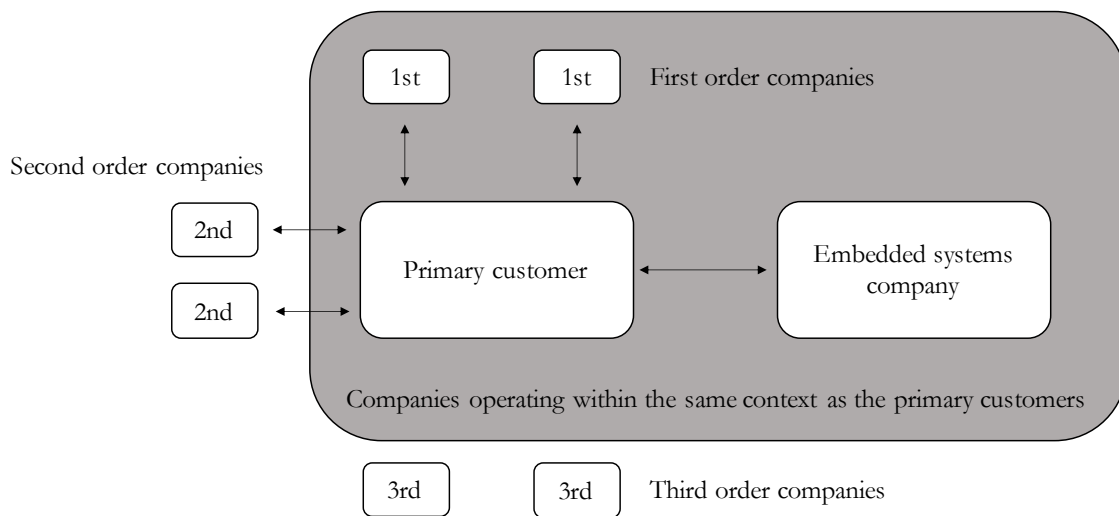 1st
1st
First order companies
Second order companies
2nd
2nd
Primary customer
Embedded systems
company
Companies operating within the same context as the primary customers
3rd
3rd
Third order companies